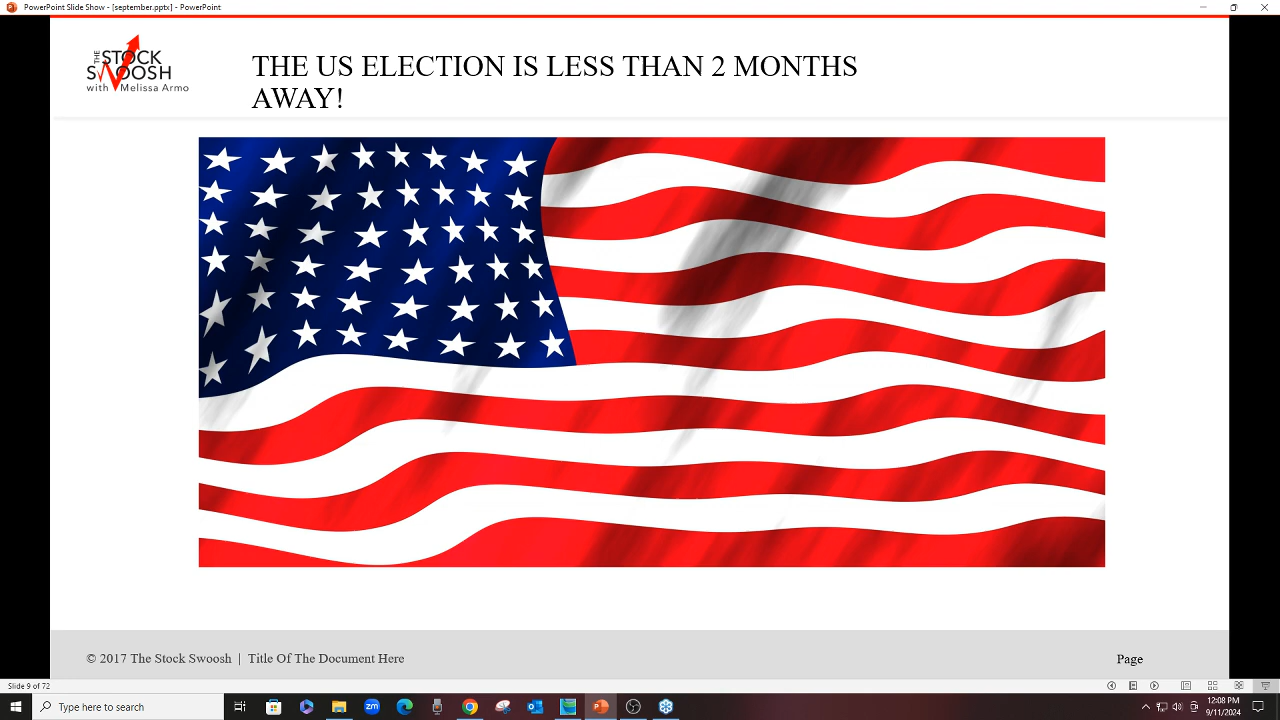 PowerPoint Slide Show - [september.pptx] - PowerPoint
THE
STOCK
SWOOSH
with Melissa Armo
THE US ELECTION IS LESS THAN 2 MONTHS
AWAY!
© 2017 The Stock Swoosh | Title Of The Document Here
Page
Slide 9 of 72
Type here to search
zm
12:08 PM
9/11/2024